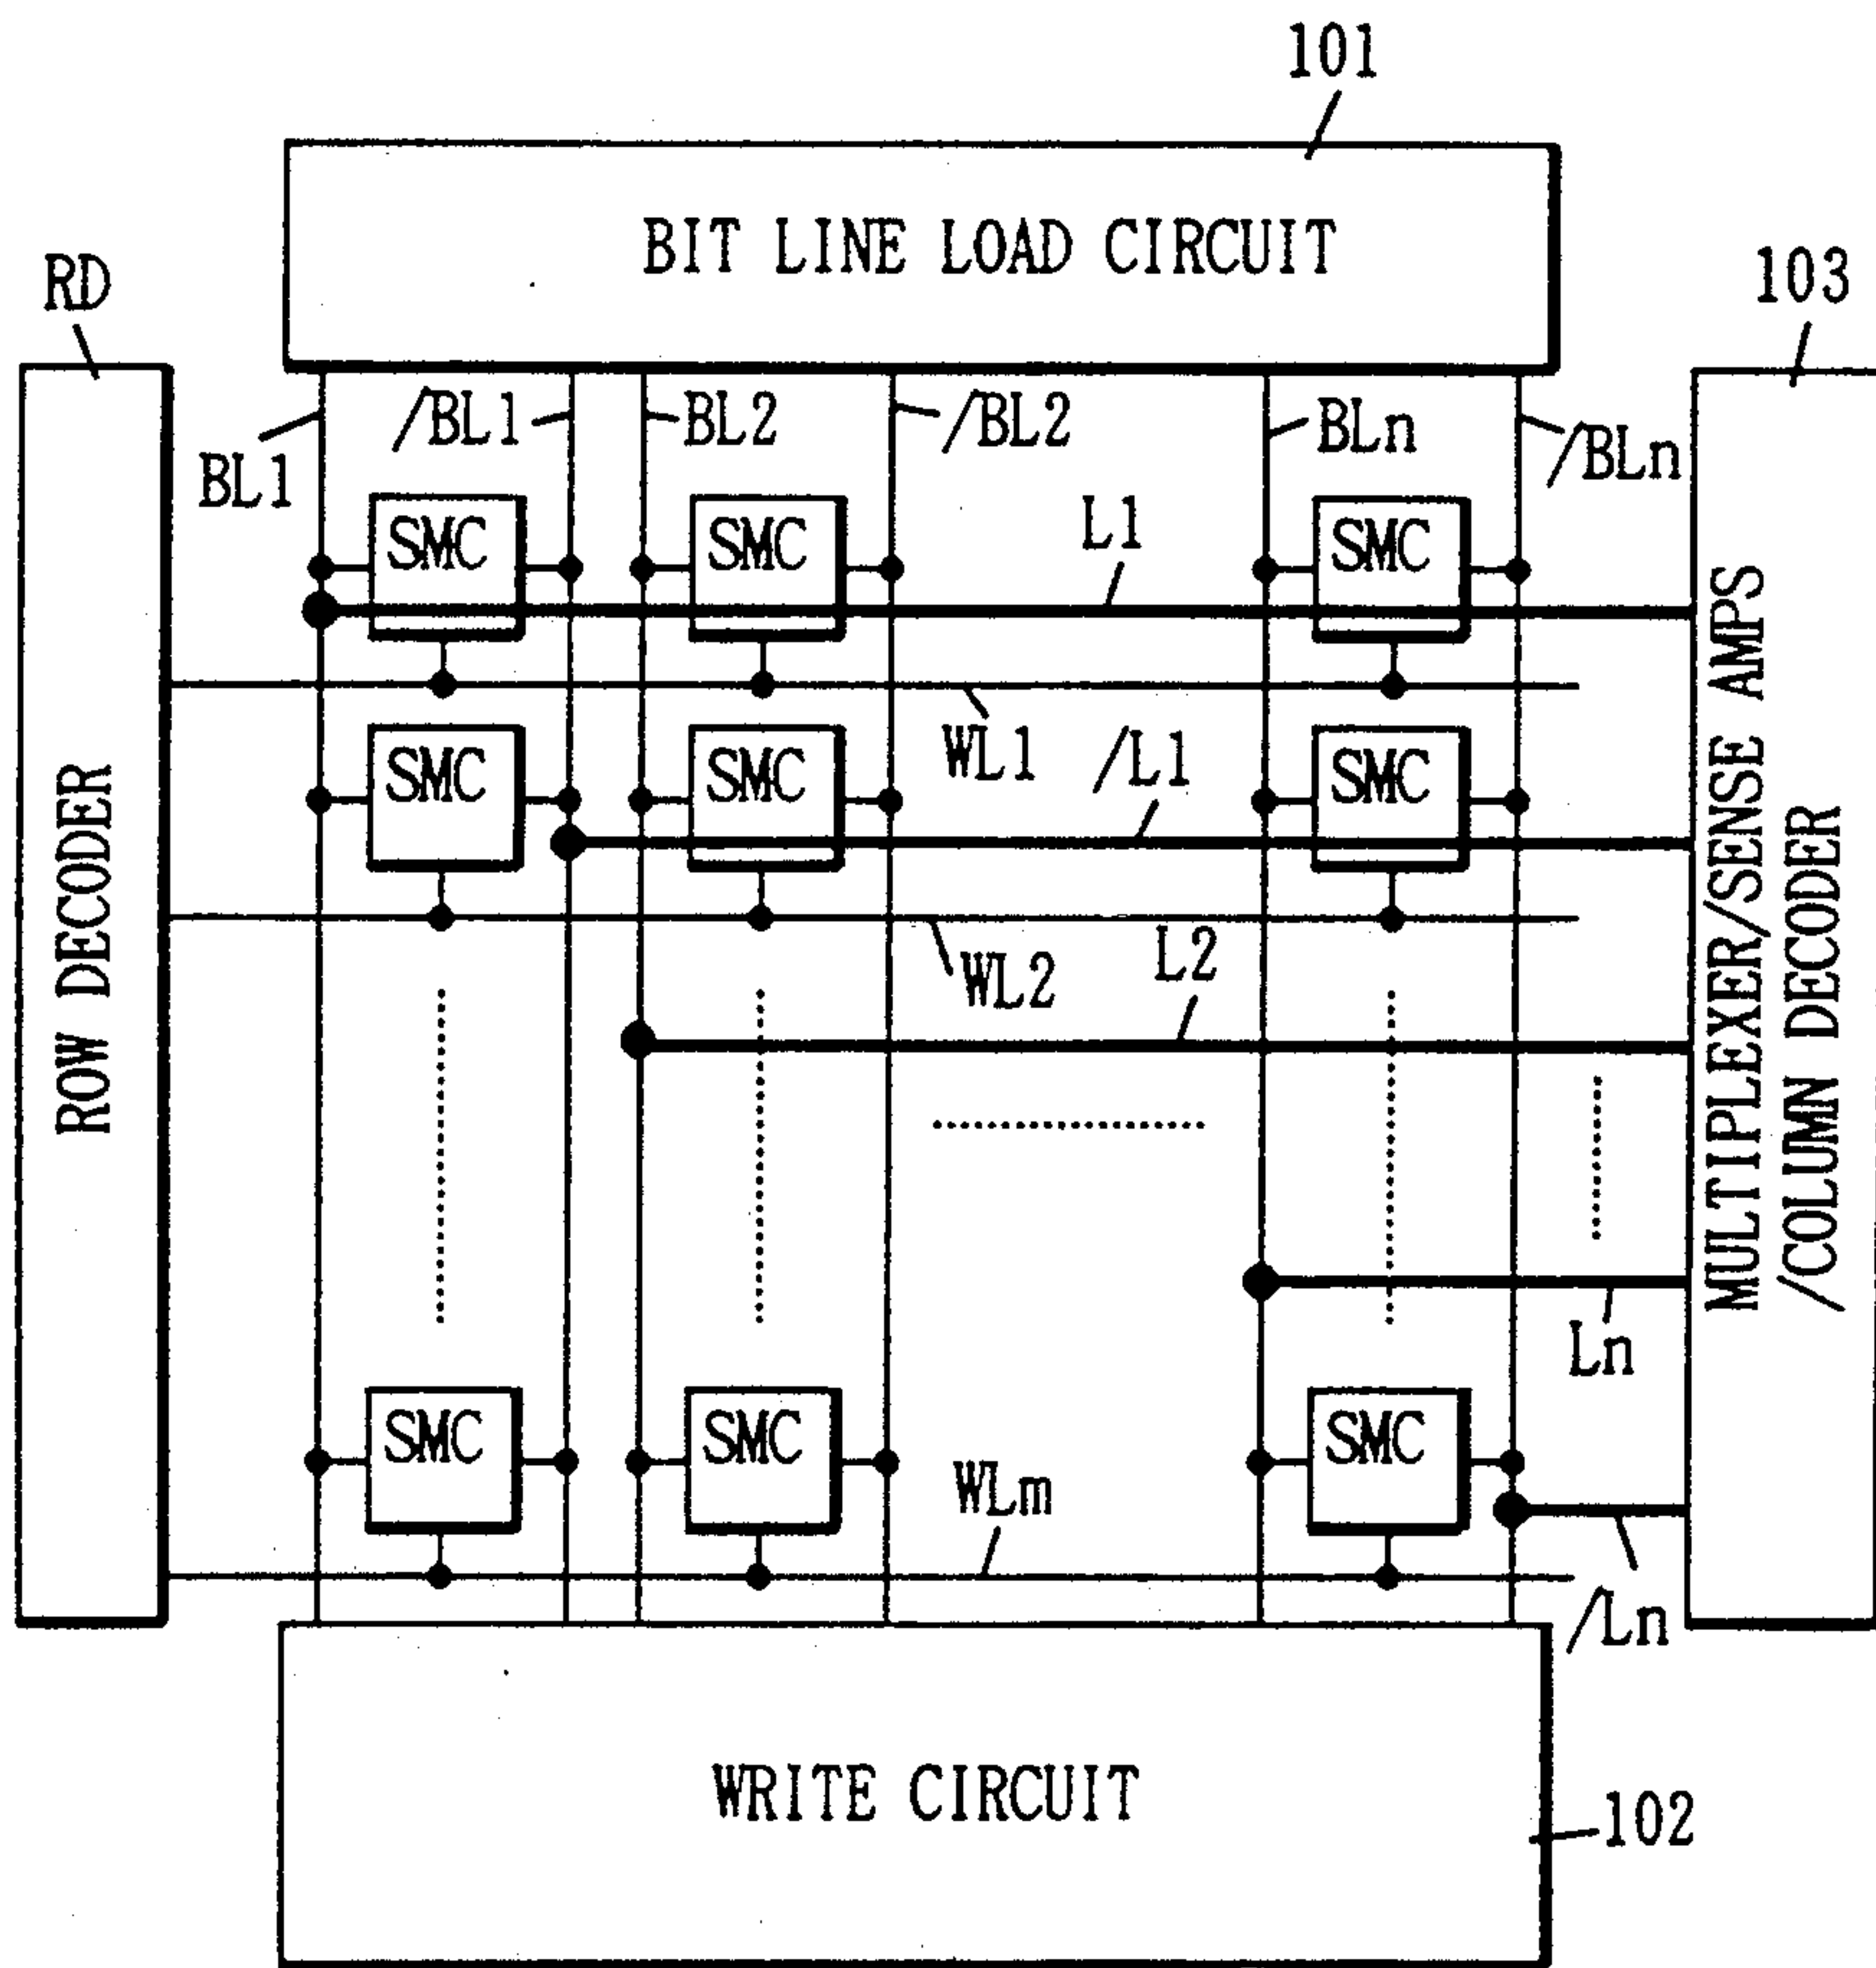 101
BIT LINE LOAD CIRCUIT
RD
103
BL1
/BL1
BL2
/BL2
BLn
/BLn
SMC
SMC
SMC
L1
WL1
SMC
SMC
SMC
/L1
WL2
L2
ROW DECODER
MULTIPLEXER/SENSE AMPS
/COLUMN DECODER
Ln
SMC
SMC
SMC
WLm
/Ln
WRITE CIRCUIT
102